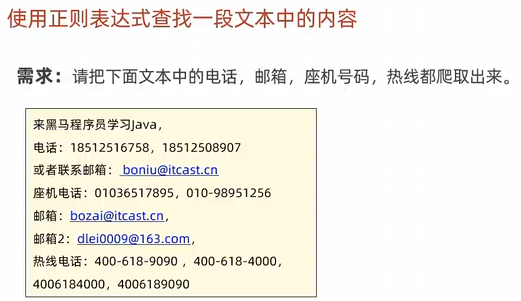 使用正则表达式查找一段文本中的内容
需求：请把下面文本中的电话，邮箱，座机号码，热线都爬取出来。
来黑马程序员学习Java，
电话：18512516758，18512508907
或者联系邮箱： boniu@itcast.cn
座机电话：01036517895，010-98951256
邮箱：bozai@itcast.cn，
邮箱2：dlei0009@163.com，
热线电话：400-618-9090 ，400-618-4000，
4006184000，4006189090